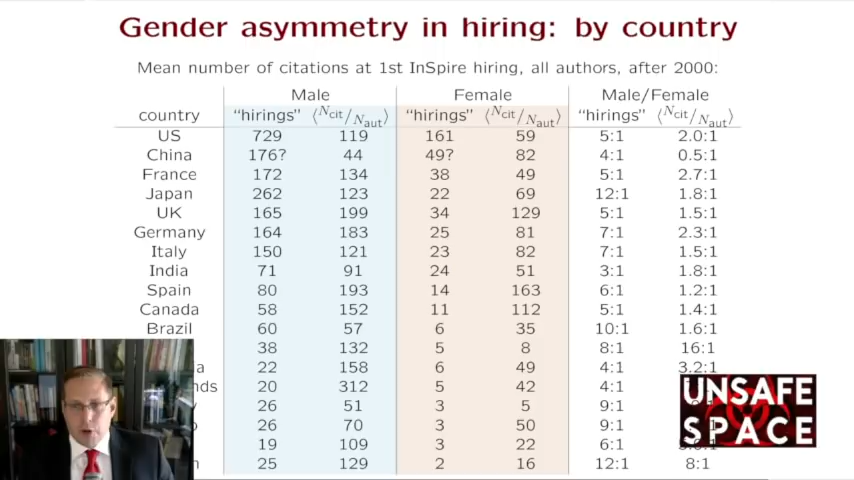 Gender asymmetry in hiring: by country
Mean number of citations at 1st InSpire hiring, all authors, after 2000:
Male Female Male/Female
country "hirings" ⟨Ncit/Naut⟩ "hirings" ⟨Ncit/Naut⟩ "hirings" ⟨Ncit/Naut⟩
US 729 119 161 59 5:1 2.0:1
China 176? 44 49? 82 4:1 0.5:1
France 172 134 38 49 5:1 2.7:1
Japan 262 123 22 69 12:1 1.8:1
UK 165 199 34 129 5:1 1.5:1
Germany 164 183 25 81 7:1 2.3:1
Italy 150 121 23 82 7:1 1.5:1
India 71 91 24 51 3:1 1.8:1
Spain 80 193 14 163 6:1 1.2:1
Canada 58 152 11 112 5:1 1.4:1
Brazil 60 57 6 35 10:1 1.6:1
38 132 5 8 8:1 16:1
22 158 6 49 4:1 3.2:1
20 312 5 42 4:1
26 51 3 5 9:1
26 70 3 50 9:1
19 109 3 22 6:1
25 129 2 16 12:1 8:1
UNSAFE
SPACE